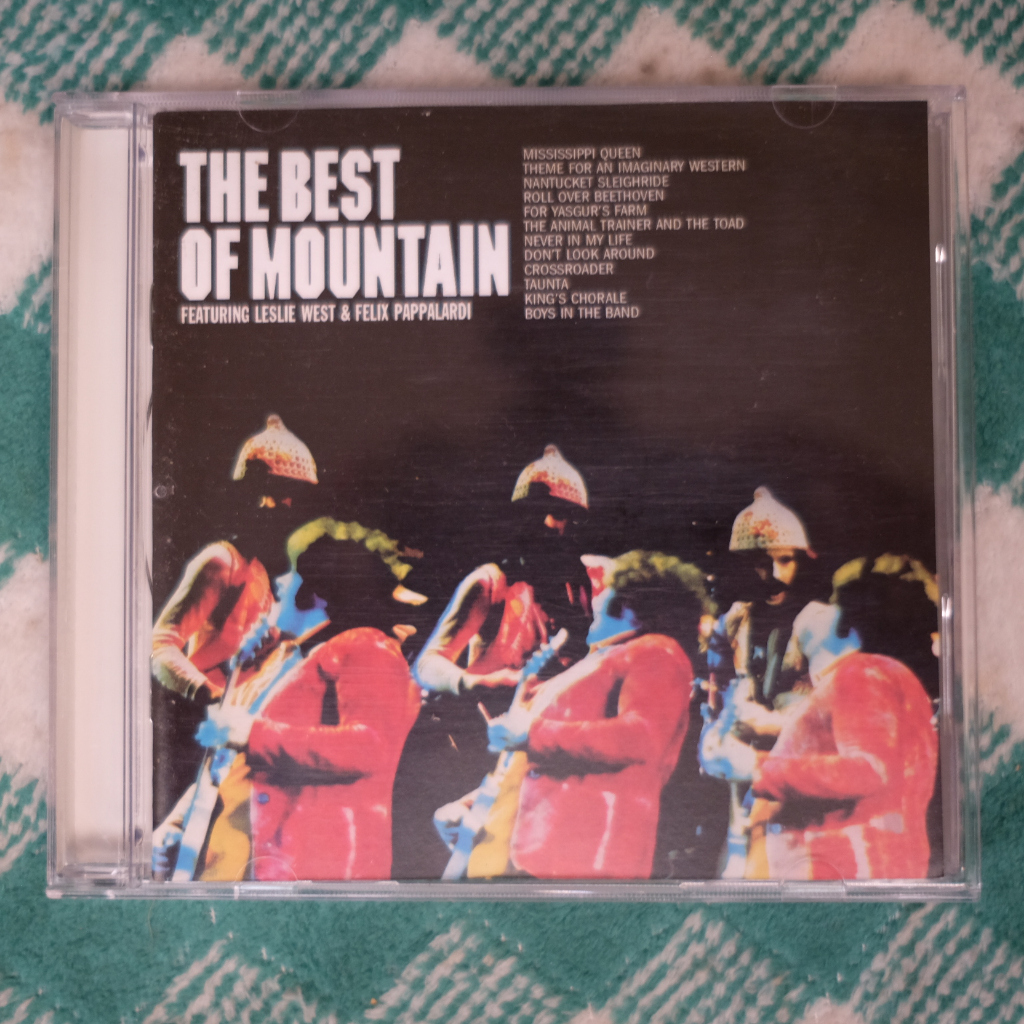 THE BEST
OF MOUNTAIN
FEATURING LESLIE WEST & FELIX PAPPALARDI
MISSISSIPPI QUEEN
THEME FOR AN IMAGINARY WESTERN
NANTUCKET SLEIGHRIDE
ROLL OVER BEETHOVEN
FOR YASGUR'S FARM
THE ANIMAL TRAINER AND THE TOAD
NEVER IN MY LIFE
DON'T LOOK AROUND
CROSSROADER
TAUNTA
KING'S CHORALE
BOYS IN THE BAND